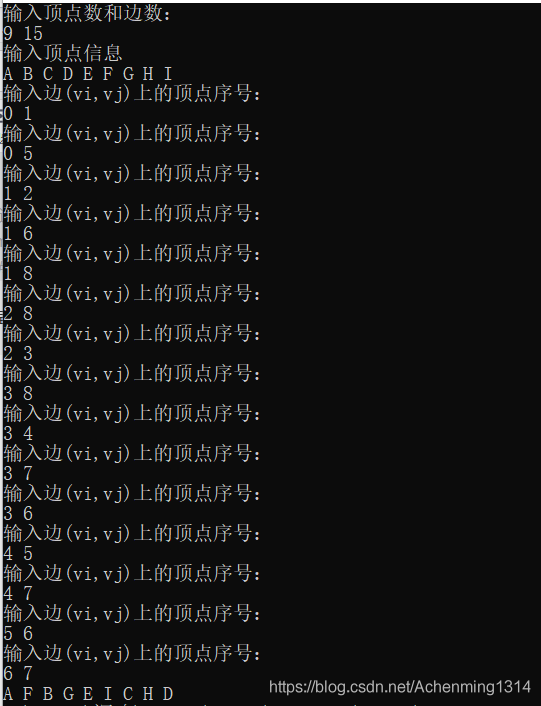 输入顶点数和边数：
9 15
输入顶点信息
A B C D E F G H I
输入边(vi,vj)上的顶点序号：
0 1
输入边(vi,vj)上的顶点序号：
0 5
输入边(vi,vj)上的顶点序号：
1 2
输入边(vi,vj)上的顶点序号：
1 6
输入边(vi,vj)上的顶点序号：
1 8
输入边(vi,vj)上的顶点序号：
2 8
输入边(vi,vj)上的顶点序号：
2 3
输入边(vi,vj)上的顶点序号：
3 8
输入边(vi,vj)上的顶点序号：
3 4
输入边(vi,vj)上的顶点序号：
3 7
输入边(vi,vj)上的顶点序号：
3 6
输入边(vi,vj)上的顶点序号：
4 5
输入边(vi,vj)上的顶点序号：
4 7
输入边(vi,vj)上的顶点序号：
5 6
输入边(vi,vj)上的顶点序号：
6 7
A F B G E I C H D
https://blog.csdn.net/Achenming1314